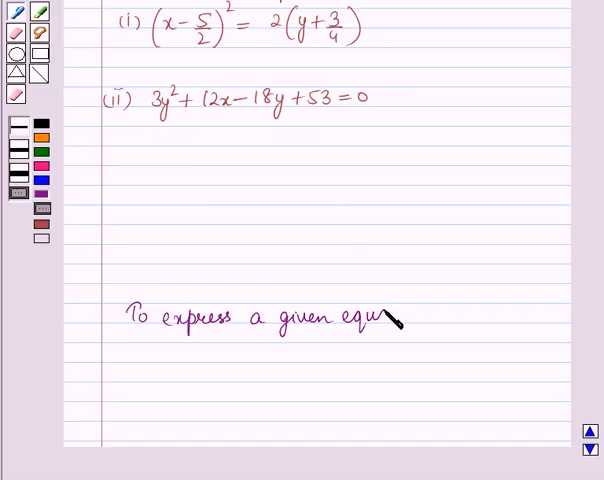 (i) (x - 5/2)² = 2(y + 3/4)
(ii) 3y² + 12x - 18y + 53 = 0
To express a given equ